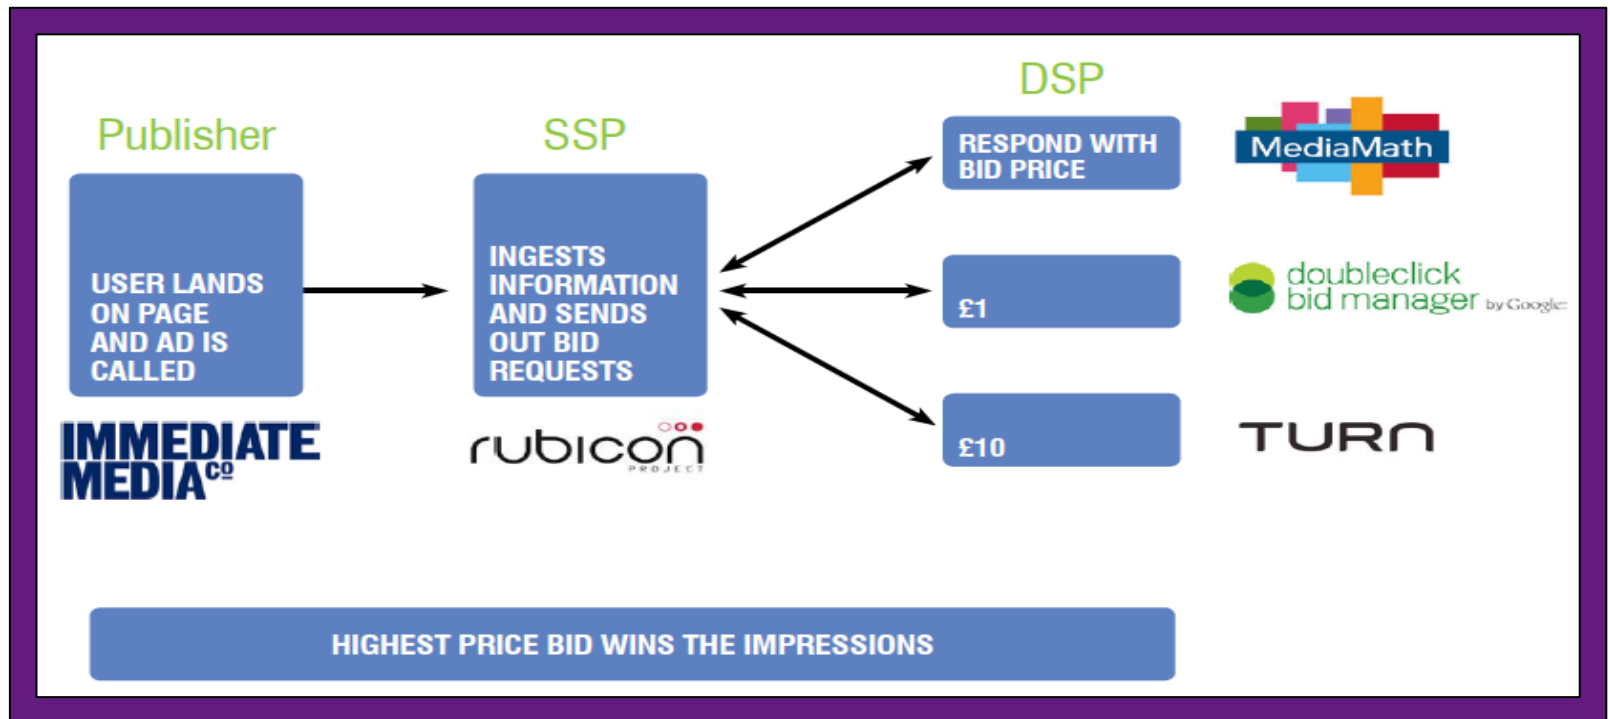 Publisher
USER LANDS
ON PAGE
AND AD IS
CALLED
IMMEDIATE
MEDIA CO
SSP
INGESTS
INFORMATION
AND SENDS
OUT BID
REQUESTS
rubicon
PROJECT
DSP
RESPOND WITH
BID PRICE
MediaMath
£1
doubleclick
bid manager by Google
£10
TURN
HIGHEST PRICE BID WINS THE IMPRESSIONS